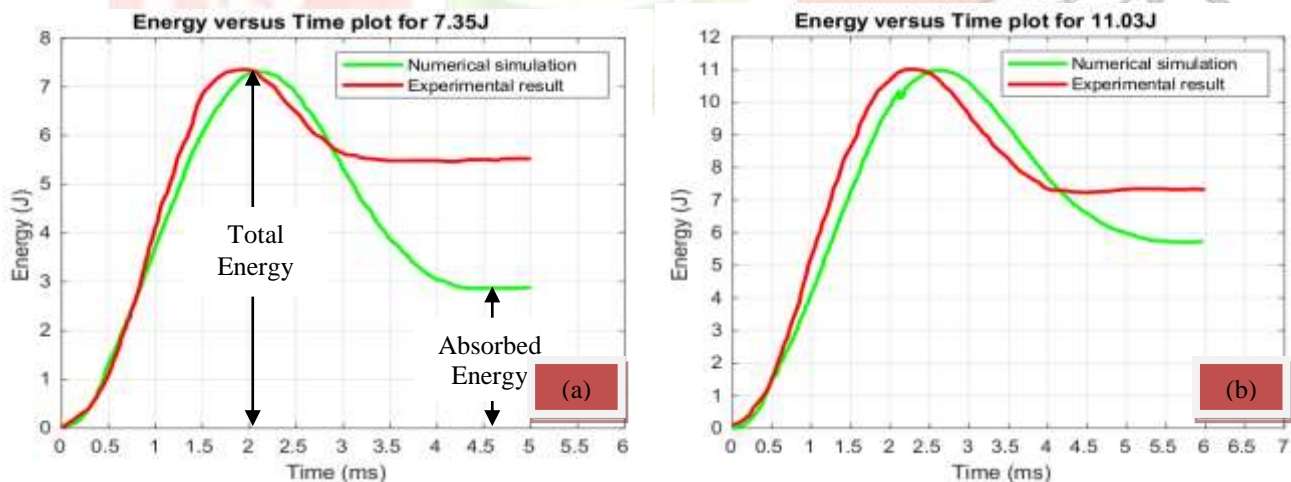 Energy versus Time plot for 7.35J
8
7
6
5
4
3
2
1
0
Energy (J)
Numerical simulation
Experimental result
Total
Energy
Absorbed
Energy
(a)
0 0.5 1 1.5 2 2.5 3 3.5 4 4.5 5 5.5 6
Time (ms)
Energy versus Time plot for 11.03J
12
11
10
9
8
7
6
5
4
3
2
1
0
Energy (J)
Numerical simulation
Experimental result
(b)
0 0.5 1 1.5 2 2.5 3 3.5 4 4.5 5 5.5 6 6.5 7
Time (ms)